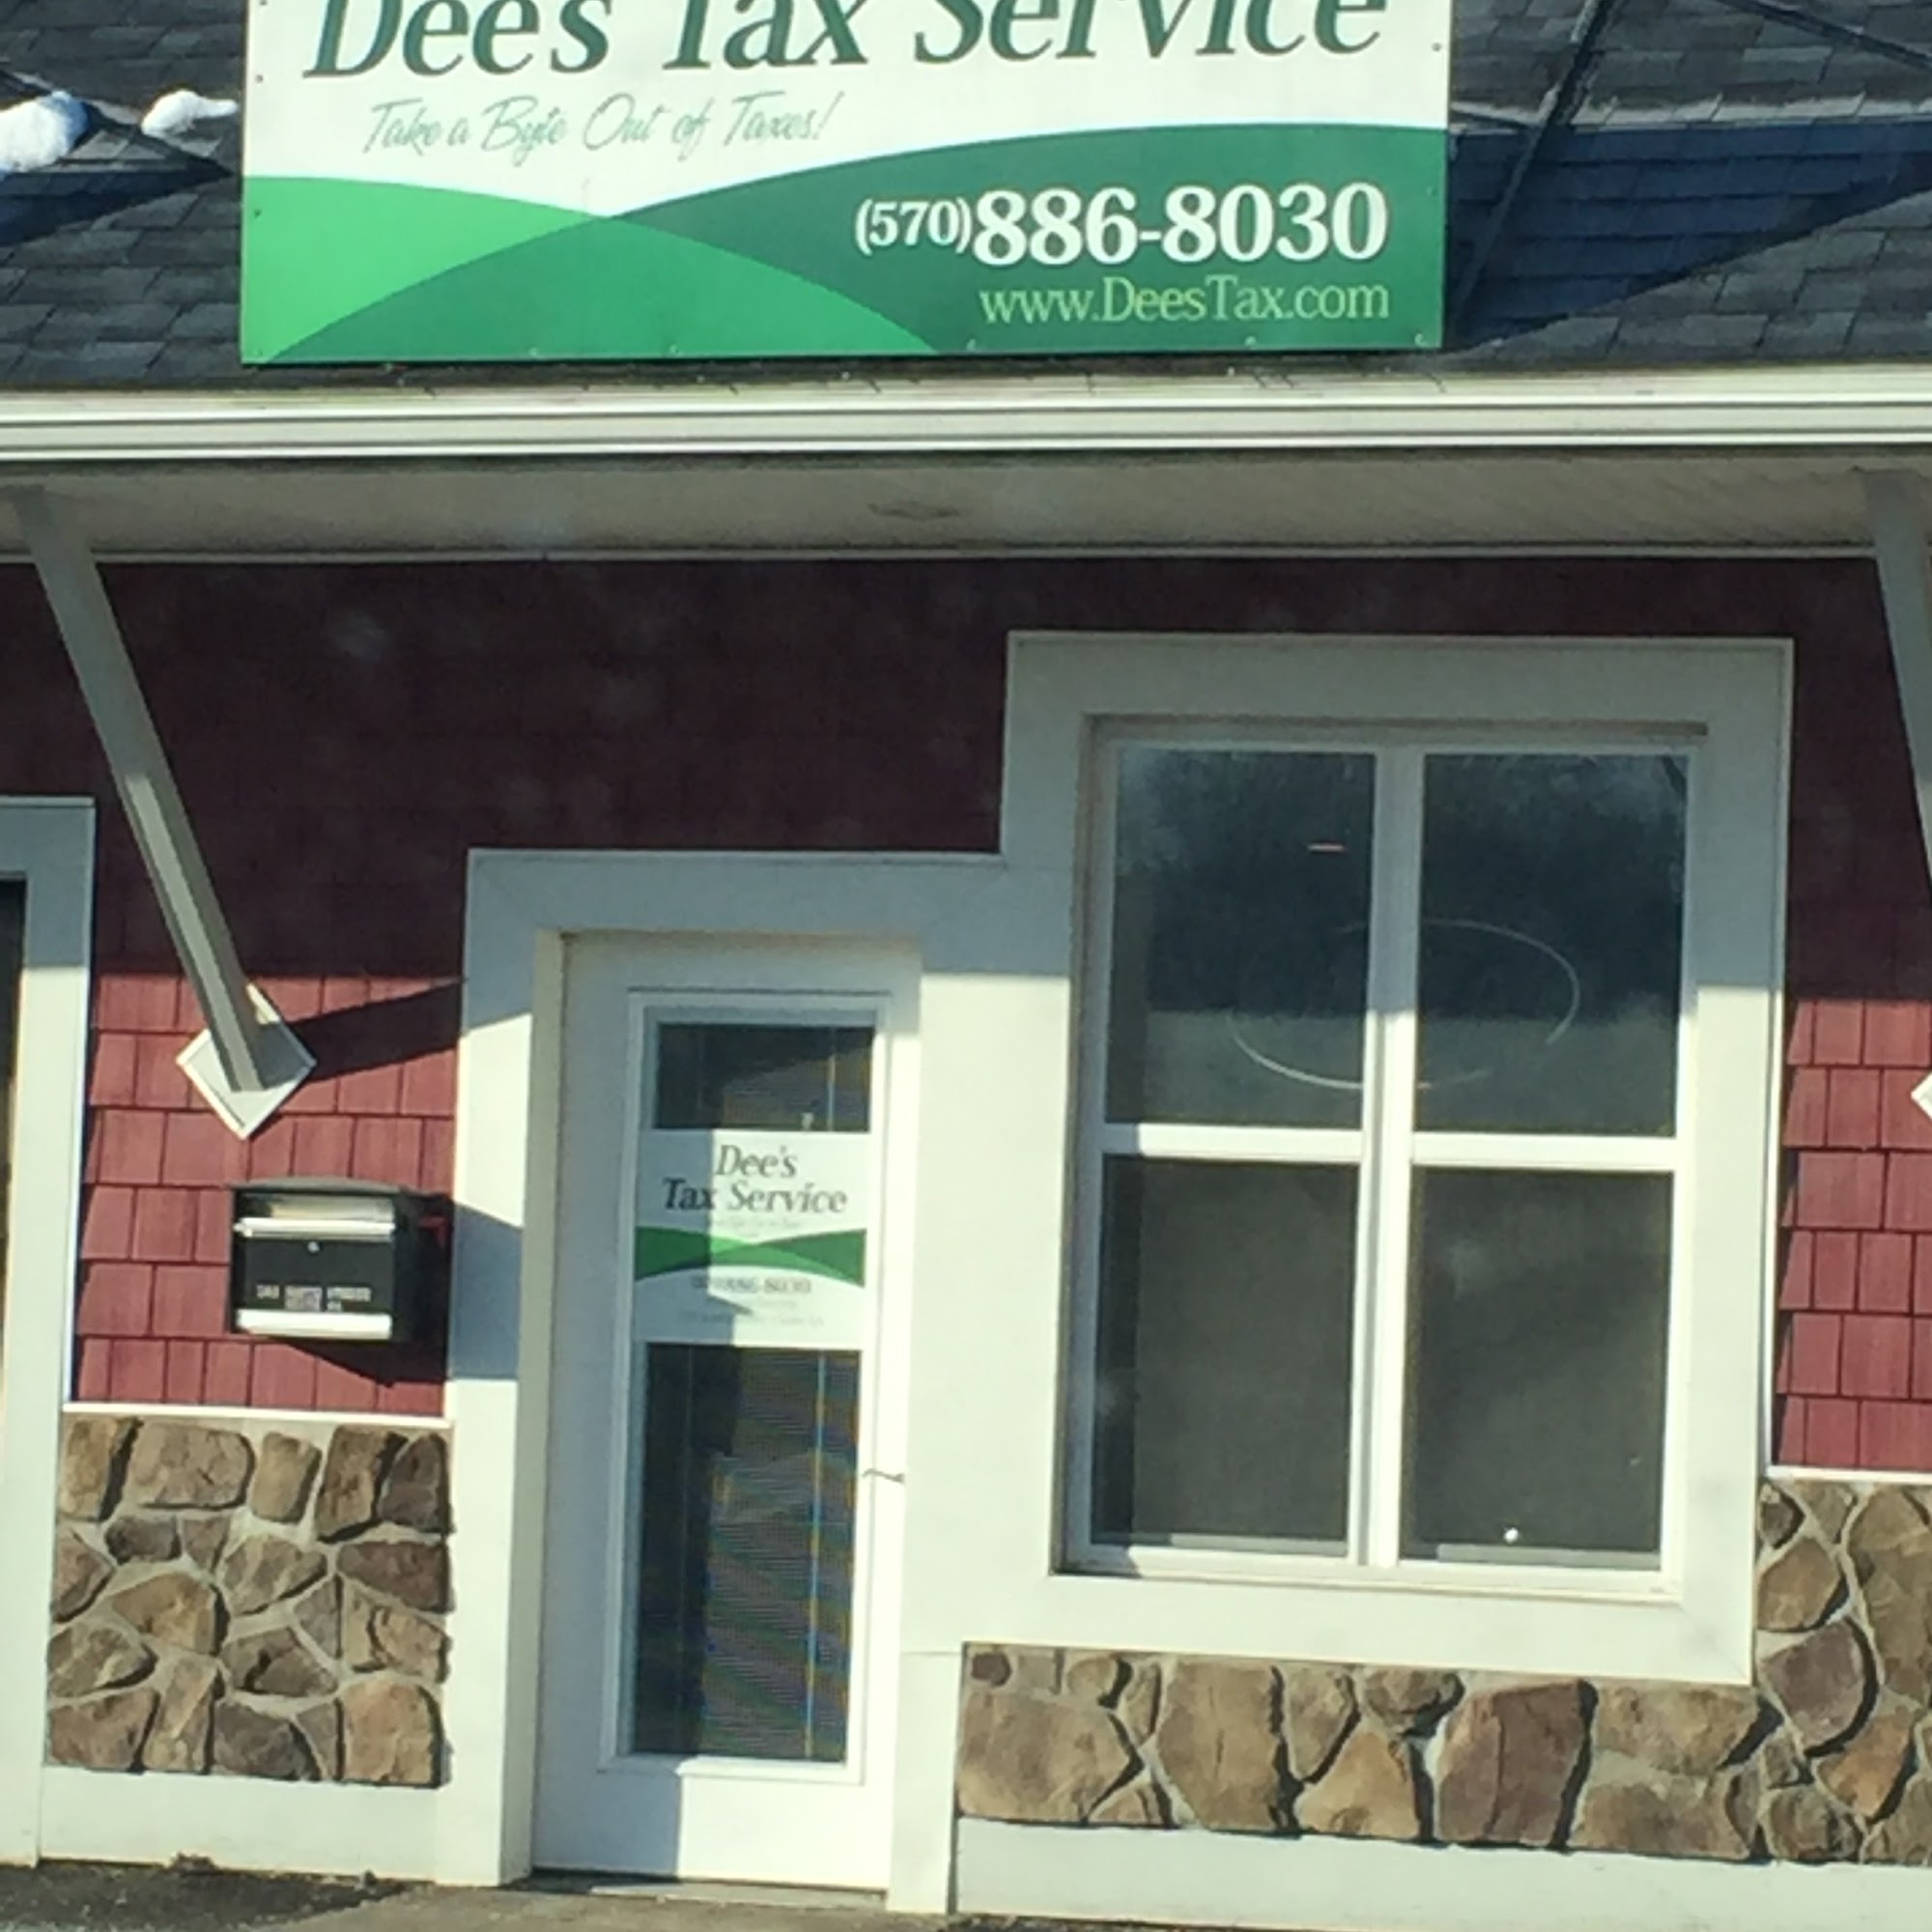 Dee's Tax Service
Take a Byte Out of Taxes!
(570)886-8030
www.DeesTax.com
Dee's
Tax Service